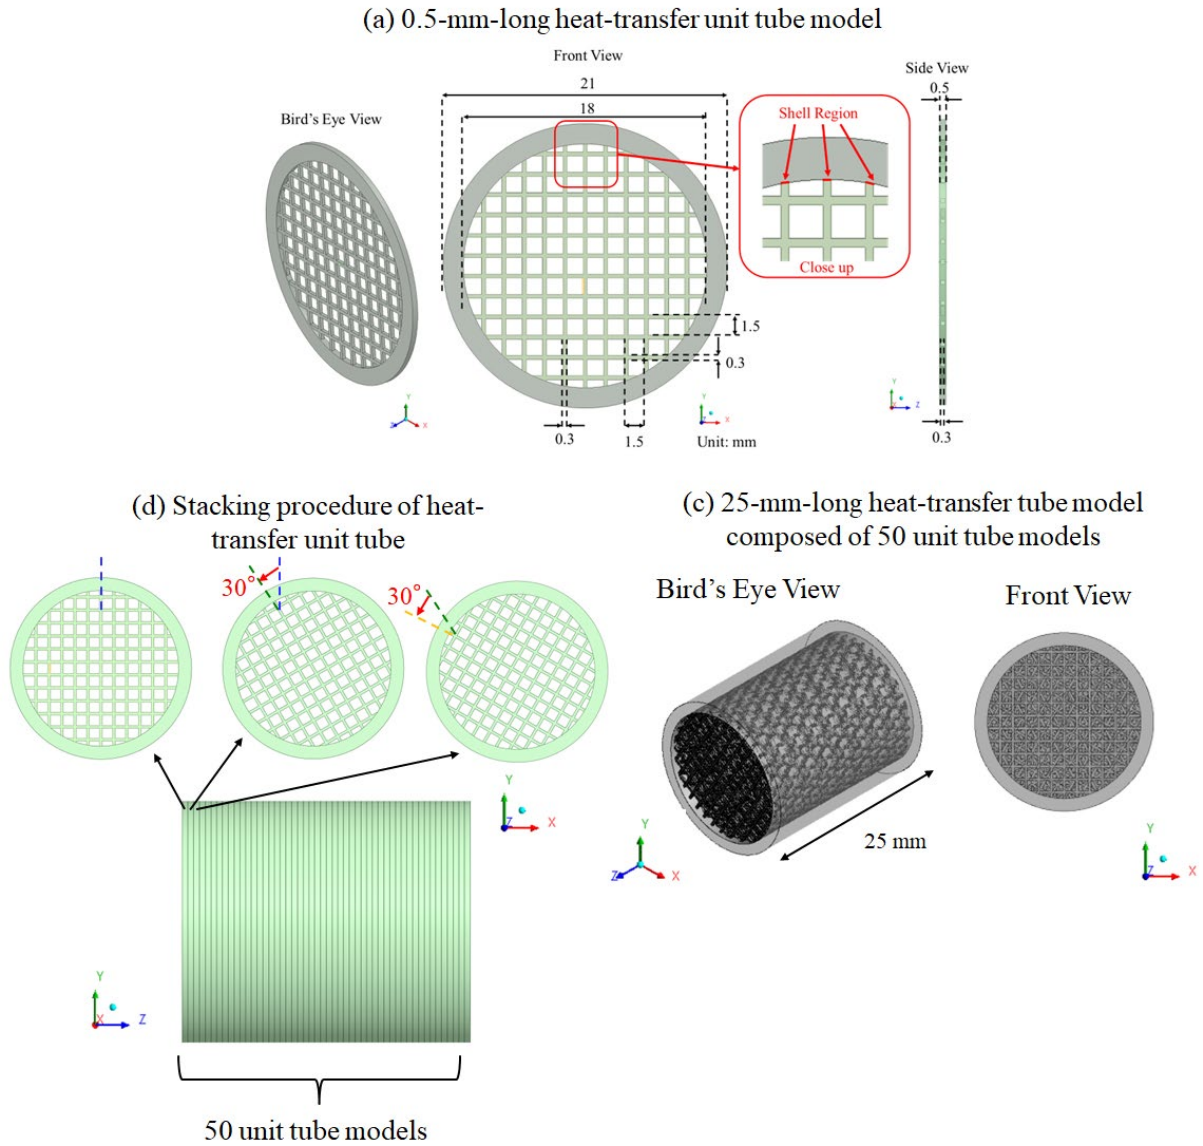 (a) 0.5-mm-long heat-transfer unit tube model
Front View
Side View
21
0.5
18
Shell Region
Bird's Eye View
Close up
1.5
0.3
Y
Z
X
Y
Z
X
Y
X
Z
0.3
1.5
Unit: mm
0.3
(d) Stacking procedure of heat-
transfer unit tube
30°
30°
Y
Z
X
Y
X
Z
50 unit tube models
(c) 25-mm-long heat-transfer tube model
composed of 50 unit tube models
Bird's Eye View
Front View
25 mm
Y
Z
X
Y
Z
X